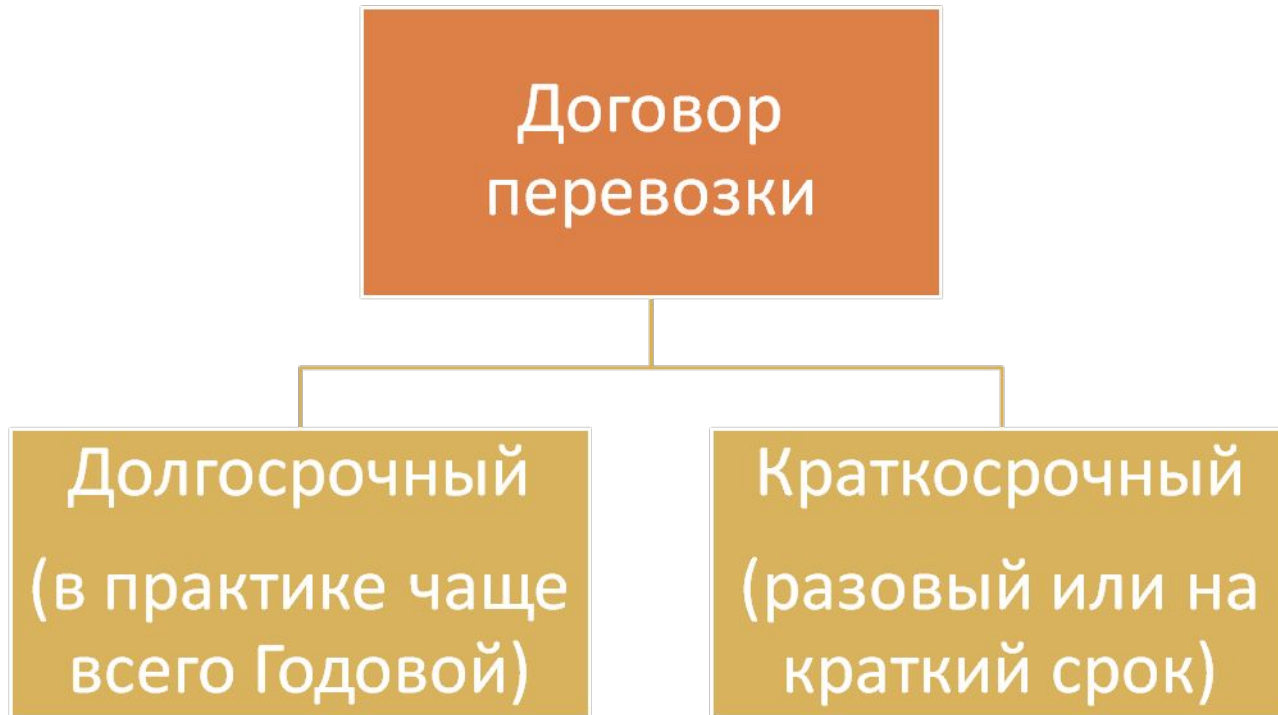 Договор
перевозки
Долгосрочный
(в практике чаще
всего Годовой)
Краткосрочный
(разовый или на
краткий срок)